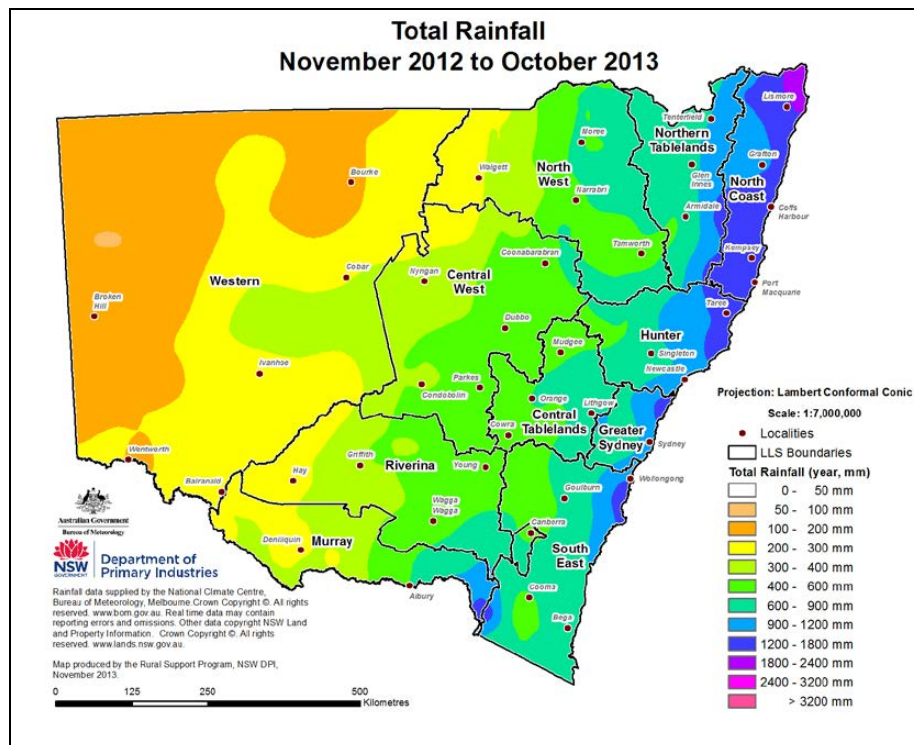 Total Rainfall
November 2012 to October 2013
Lismore
Tenterfield
Northern
Tablelands
Moree
North
West
Walgett
Bourke
Glen
Innes
Grafton
North
Coast
Narrabri
Armidale
Coffs
Harbour
Coonabarabran
Tamworth
Kempsey
Port
Macquarie
Cobar
Nyngan
Western
Central
West
Broken
Hill
Taree
Dubbo
Hunter
Mudgee
Singleton
Newcastle
Ivanhoe
Parkes
Condobolin
Orange
Lithgow
Central
Tablelands
Greater
Sydney
Cowra
Sydney
Wentworth
Griffith
Riverina
Young
Balranald
Hay
Wollongong
Goulburn
Wagga
Wagga
Canberra
Deniliquin
Murray
South
East
Albury
Cooma
Bega
Projection: Lambert Conformal Conic
Scale: 1:7,000,000
Localities
LLS Boundaries
Total Rainfall (year, mm)
0 - 50 mm
50 - 100 mm
100 - 200 mm
200 - 300 mm
300 - 400 mm
400 - 600 mm
600 - 900 mm
900 - 1200 mm
1200 - 1800 mm
1800 - 2400 mm
2400 - 3200 mm
> 3200 mm
Australian Government
Bureau of Meteorology
NSW
GOVERNMENT
Department of
Primary Industries
Rainfall data supplied by the National Climate Centre,
Bureau of Meteorology, Melbourne.Crown Copyright ©. All rights
reserved. www.bom.gov.au. Real time data may contain
reporting errors and omissions. Other data copyright NSW Land
and Property Information. Crown Copyright ©. All rights
reserved. www.lands.nsw.gov.au.
Map produced by the Rural Support Program, NSW DPI,
November 2013.
0 125 250 500
Kilometres